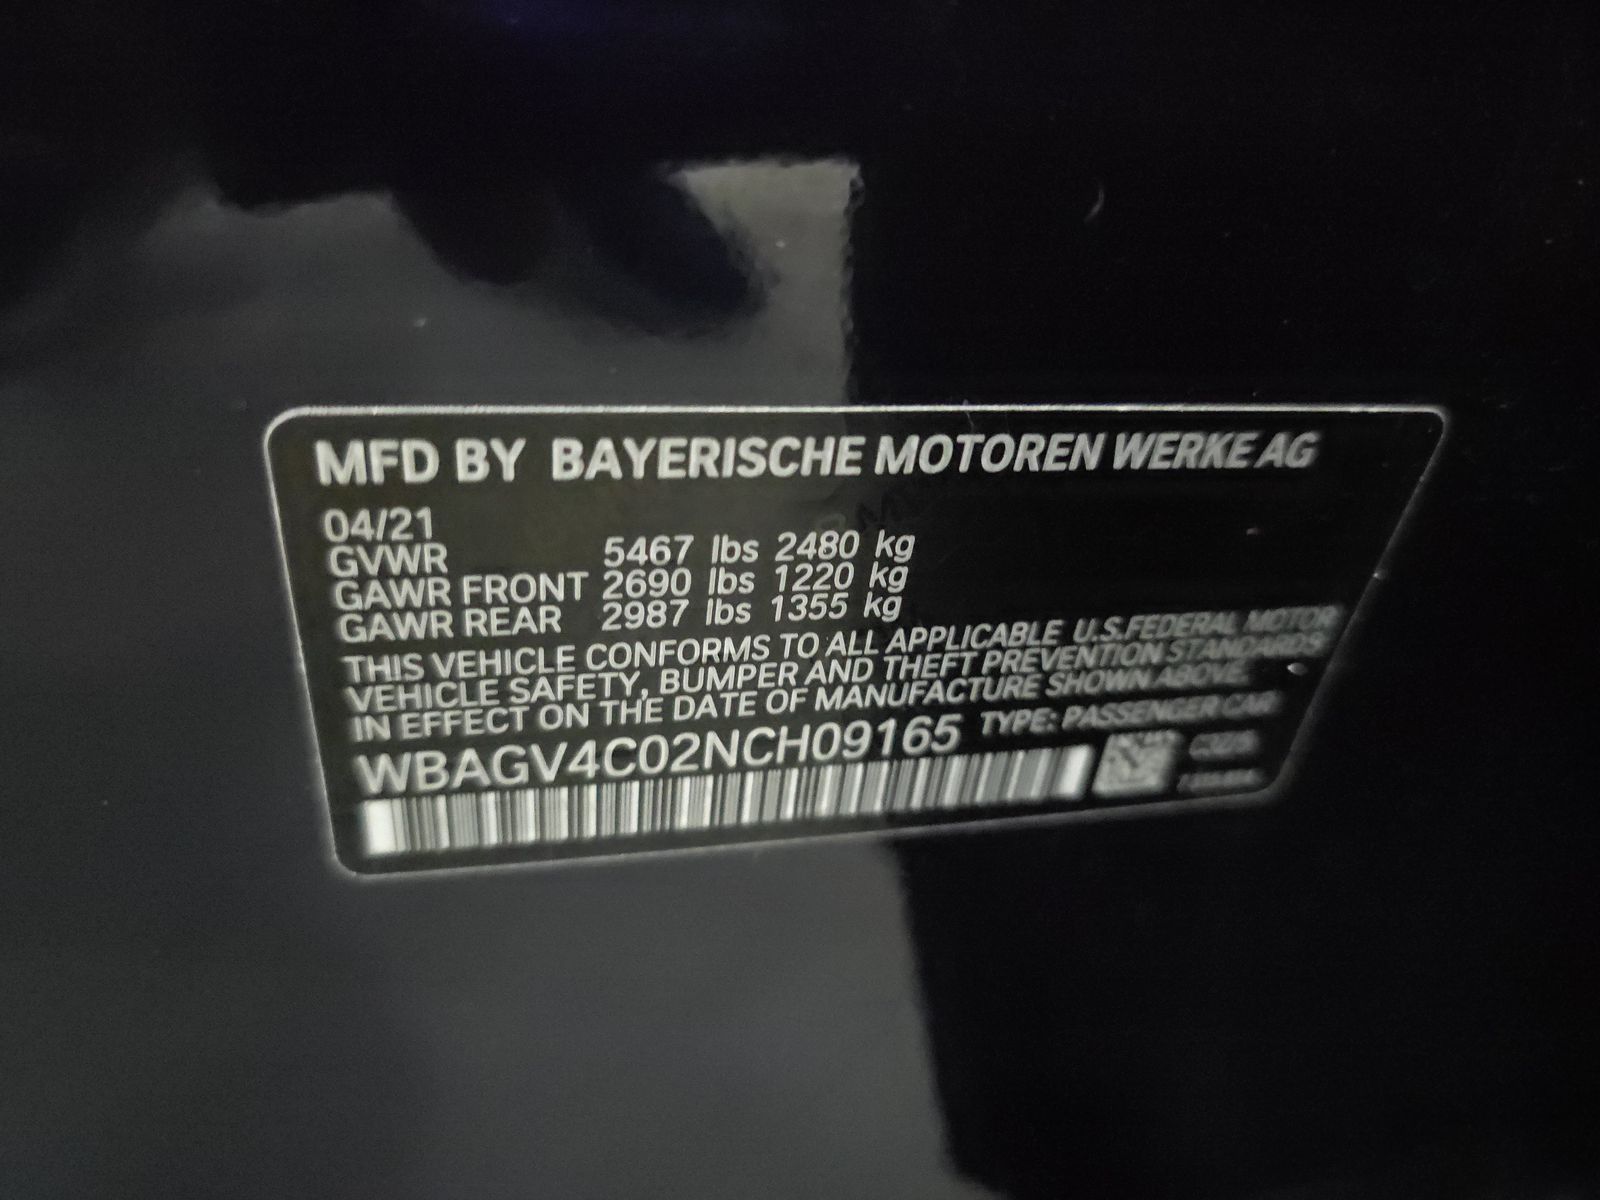 MFD BY BAYERISCHE MOTOREN WERKE AG
04/21
GVWR 5467 lbs 2480 kg
GAWR FRONT 2690 lbs 1220 kg
GAWR REAR 2987 lbs 1355 kg
THIS VEHICLE CONFORMS TO ALL APPLICABLE U.S.FEDERAL MOTOR
VEHICLE SAFETY, BUMPER AND THEFT PREVENTION STANDARDS
IN EFFECT ON THE DATE OF MANUFACTURE SHOWN ABOVE.
WBAGV4C02NCH09165 TYPE: PASSENGER CAR